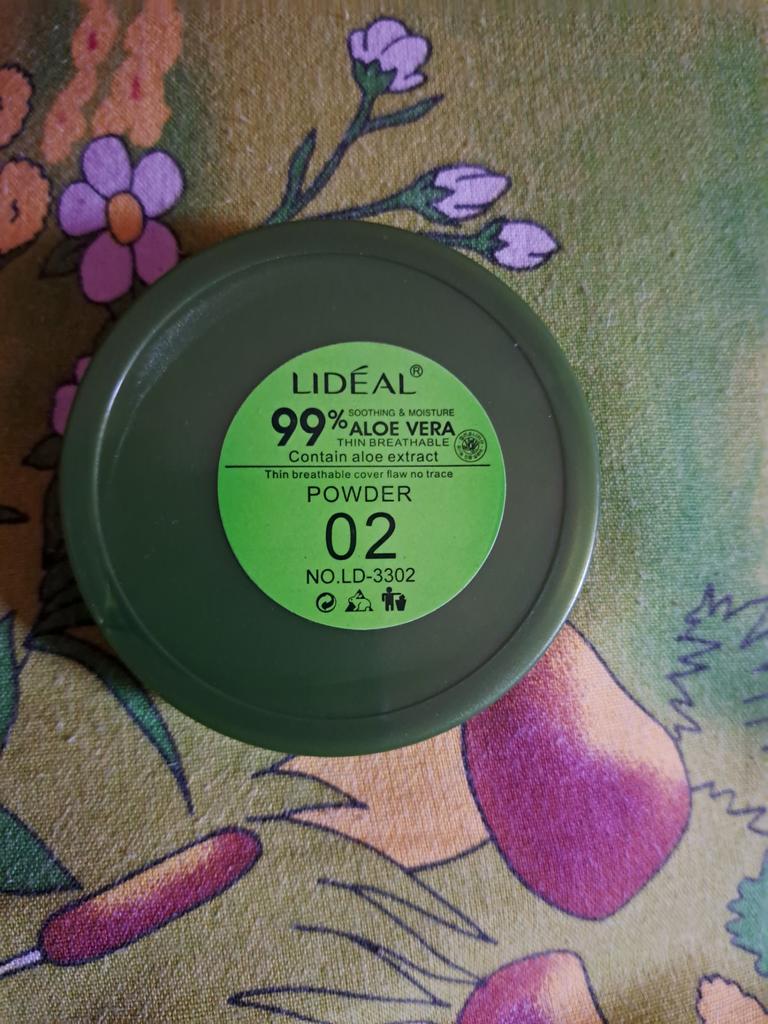 LIDÉAL®
99% SOOTHING & MOISTURE
ALOE VERA
THIN BREATHABLE
Contain aloe extract
Thin breathable cover flaw no trace
POWDER
02
NO.LD-3302